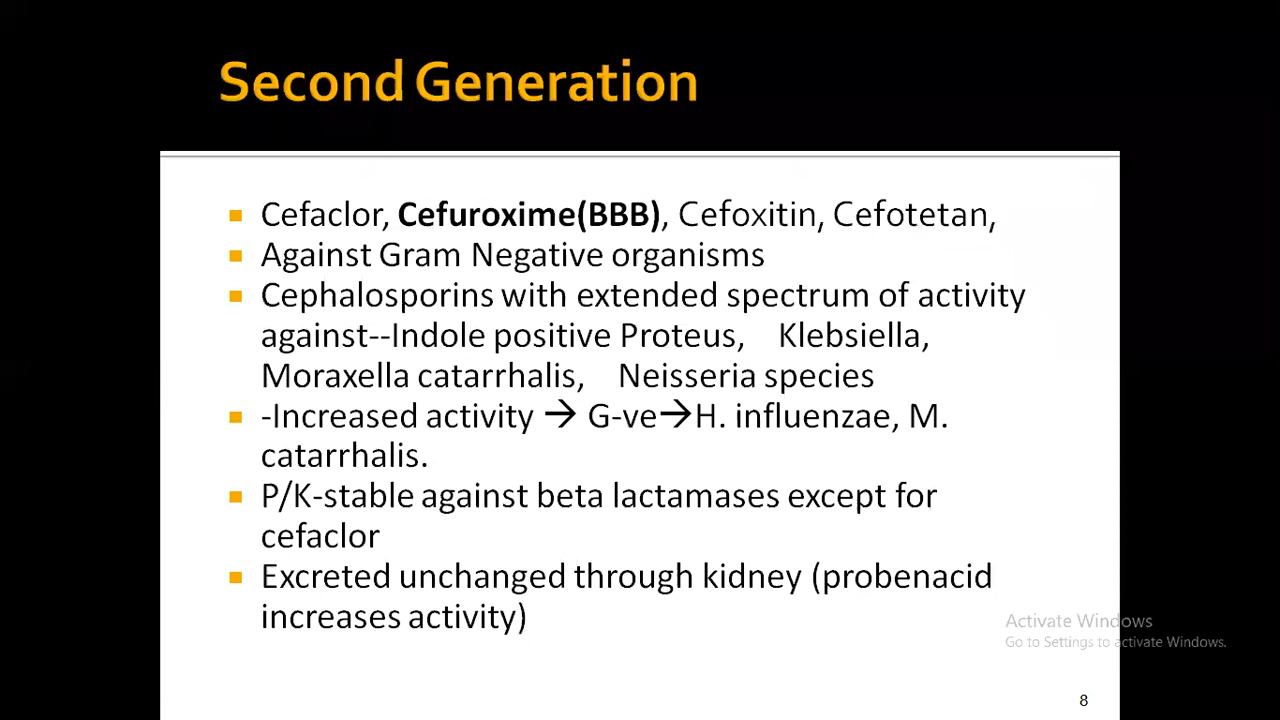 Second Generation
Cefaclor, Cefuroxime(BBB), Cefoxitin, Cefotetan,
Against Gram Negative organisms
Cephalosporins with extended spectrum of activity
against--Indole positive Proteus, Klebsiella,
Moraxella catarrhalis, Neisseria species
-Increased activity → G-ve→H. influenzae, M.
catarrhalis.
P/K-stable against beta lactamases except for
cefaclor
Excreted unchanged through kidney (probenacid
increases activity)
Activate Windows
Go to Settings to activate Windows.
8